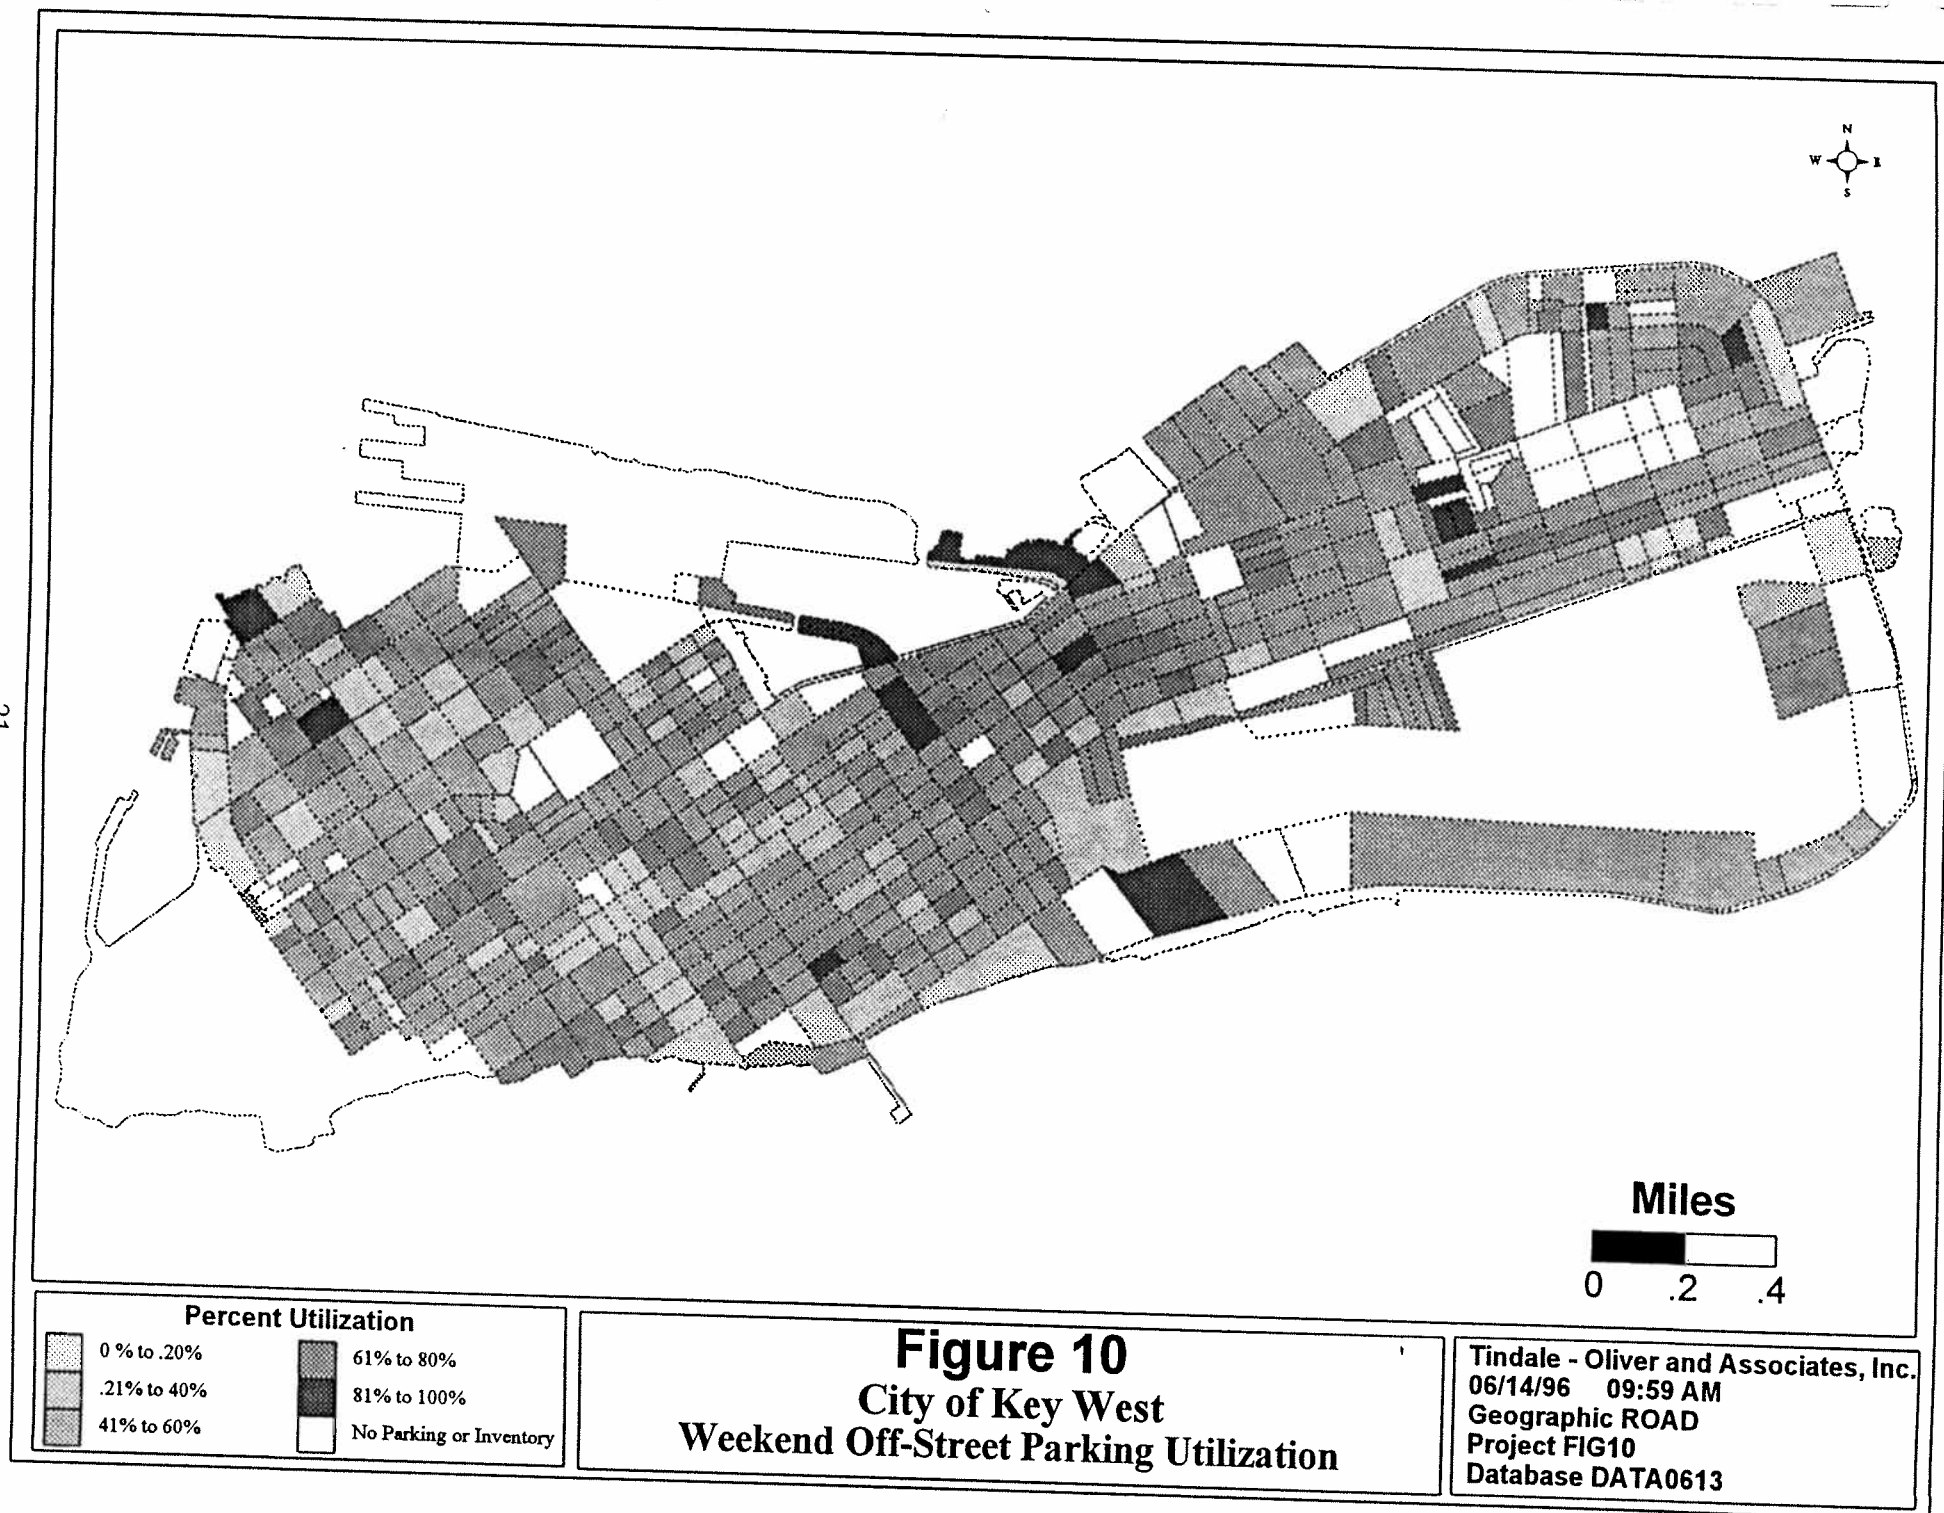 N
W E
S
21
Miles
0 .2 .4
Percent Utilization
0 % to .20%
.21% to 40%
41% to 60%
61% to 80%
81% to 100%
No Parking or Inventory
Figure 10
City of Key West
Weekend Off-Street Parking Utilization
Tindale - Oliver and Associates, Inc.
06/14/96 09:59 AM
Geographic ROAD
Project FIG10
Database DATA0613